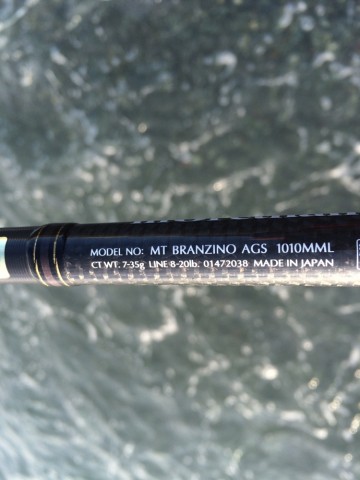 MODEL NO: MT BRANZINO AGS 1010MML
CT WT. 7-35g LINE 8-20lb. 01472038 MADE IN JAPAN